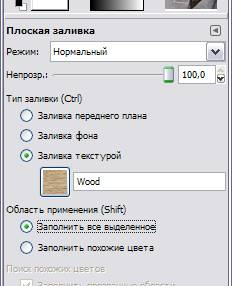 Плоская заливка
Режим: Нормальный
Непрозр.: 100,0
Тип заливки (Ctrl)
Заливка переднего плана
Заливка фона
Заливка текстурой
Wood
Область применения (Shift)
Заполнить все выделенное
Заполнить похожие цвета
Поиск похожих цветов